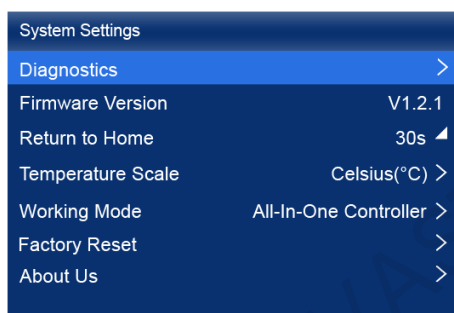 System Settings
Diagnostics >
Firmware Version V1.2.1
Return to Home 30s
Temperature Scale Celsius(°C) >
Working Mode All-In-One Controller >
Factory Reset >
About Us >